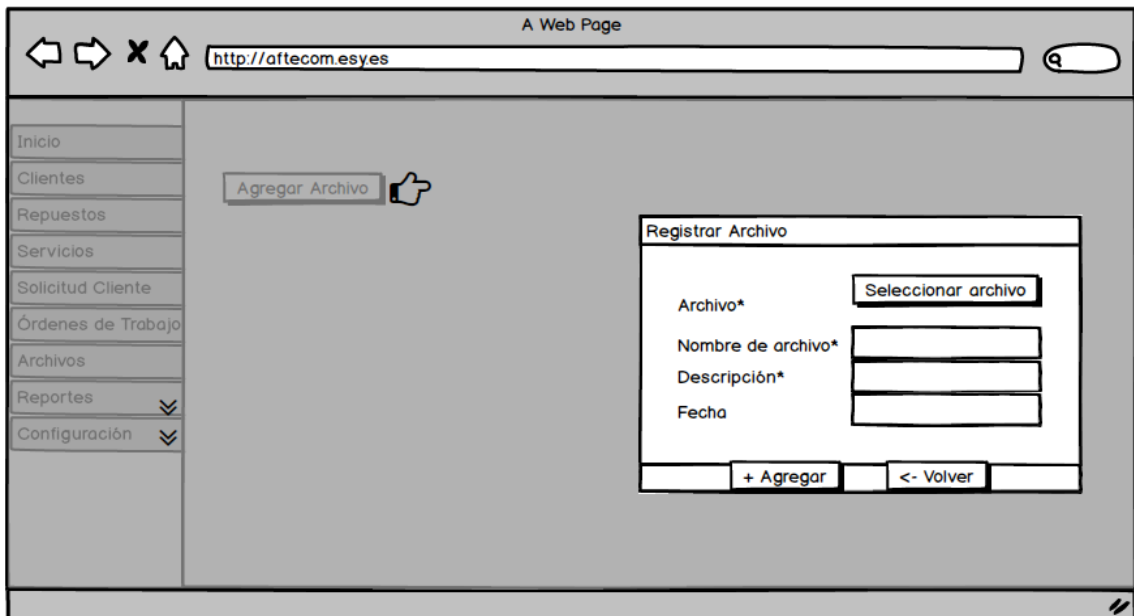 A Web Page
http://aftecom.esy.es
Inicio
Clientes
Repuestos
Servicios
Solicitud Cliente
Órdenes de Trabajo
Archivos
Reportes
Configuración
Agregar Archivo
Registrar Archivo
Archivo*
Seleccionar archivo
Nombre de archivo*
Descripción*
Fecha
+ Agregar
<- Volver